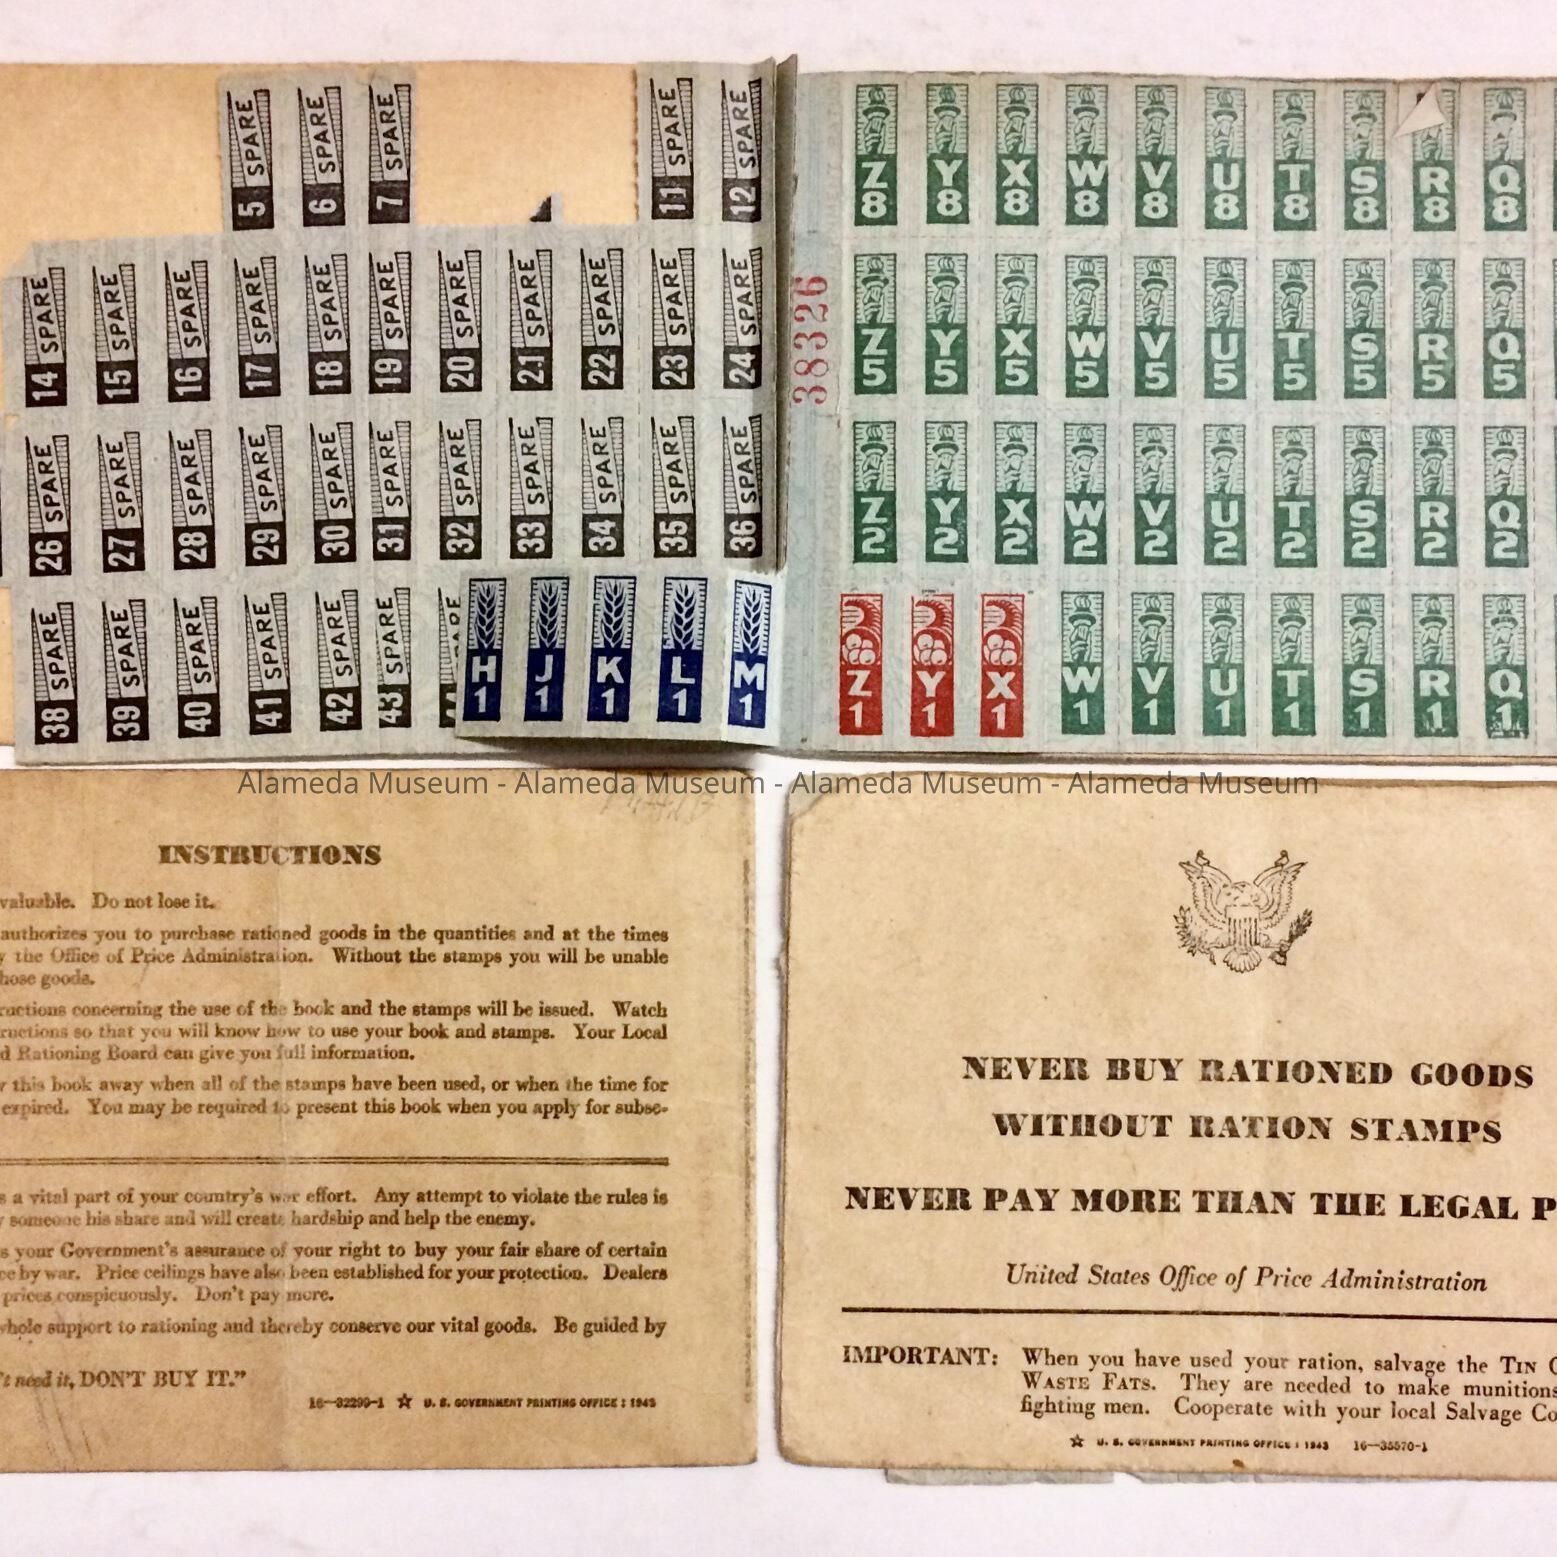 5 SPARE 6 SPARE 7 SPARE 11 SPARE 12 SPARE
14 SPARE 15 SPARE 16 SPARE 17 SPARE 18 SPARE 19 SPARE 20 SPARE 21 SPARE 22 SPARE 23 SPARE 24 SPARE
26 SPARE 27 SPARE 28 SPARE 29 SPARE 30 SPARE 31 SPARE 32 SPARE 33 SPARE 34 SPARE 35 SPARE 36 SPARE
38 SPARE 39 SPARE 40 SPARE 41 SPARE 42 SPARE 43 SPARE
H1 J1 K1 L1 M1
38326
Z8 Y8 X8 W8 V8 U8 T8 S8 R8 Q8
Z5 Y5 X5 W5 V5 U5 T5 S5 R5 Q5
Z2 Y2 X2 W2 V2 U2 T2 S2 R2 Q2
Z1 Y1 X1 W1 V1 U1 T1 S1 R1 Q1
Alameda Museum - Alameda Museum - Alameda Museum - Alameda Museum
INSTRUCTIONS
valuable. Do not lose it.
authorizes you to purchase rationed goods in the quantities and at the times
the Office of Price Administration. Without the stamps you will be unable
hose goods.
ructions concerning the use of the book and the stamps will be issued. Watch
ructions so that you will know how to use your book and stamps. Your Local
d Rationing Board can give you full information.
this book away when all of the stamps have been used, or when the time for
expired. You may be required to present this book when you apply for subse-
s a vital part of your country's war effort. Any attempt to violate the rules is
someone his share and will create hardship and help the enemy.
s your Government's assurance of your right to buy your fair share of certain
ce by war. Price ceilings have also been established for your protection. Dealers
prices conspicuously. Don't pay more.
whole support to rationing and thereby conserve our vital goods. Be guided by
't need it, DON'T BUY IT."
16—32299-1 ☆ U. S. GOVERNMENT PRINTING OFFICE : 1943
NEVER BUY RATIONED GOODS
WITHOUT RATION STAMPS
NEVER PAY MORE THAN THE LEGAL P
United States Office of Price Administration
IMPORTANT: When you have used your ration, salvage the TIN C
WASTE FATS. They are needed to make munitions
fighting men. Cooperate with your local Salvage Co
☆ U. S. GOVERNMENT PRINTING OFFICE : 1943 16—35570-1